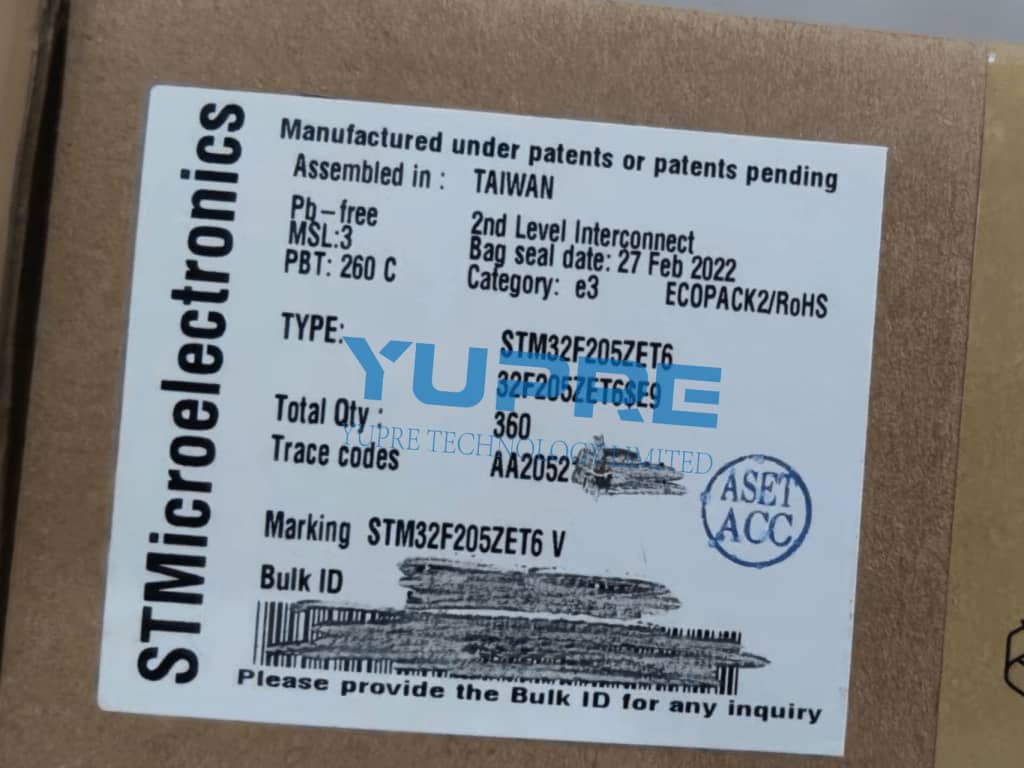 STMicroelectronics
Manufactured under patents or patents pending
Assembled in : TAIWAN
Pb-free 2nd Level Interconnect
MSL:3 Bag seal date: 27 Feb 2022
PBT: 260 C Category: e3 ECOPACK2/RoHS
TYPE: STM32F205ZET6
32F205ZET6$E9
YUPRE
Total Qty : 360
YUPRE TECHNOLOGY LIMITED
Trace codes AA2052
ASET
ACC
Marking STM32F205ZET6 V
Bulk ID
Please provide the Bulk ID for any inquiry